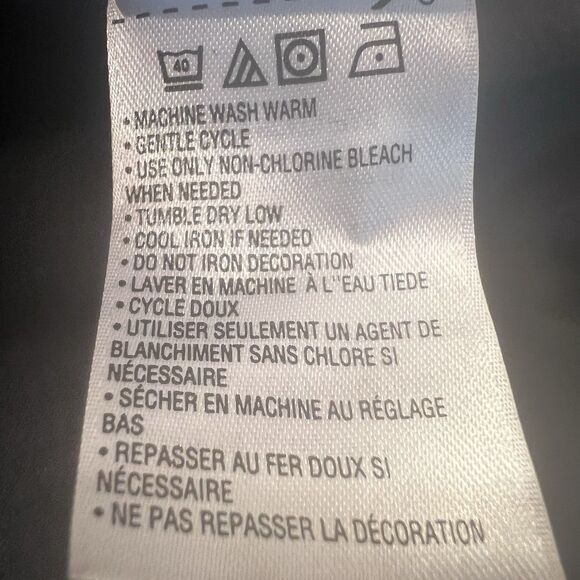 40
• MACHINE WASH WARM
• GENTLE CYCLE
• USE ONLY NON-CHLORINE BLEACH
WHEN NEEDED
• TUMBLE DRY LOW
• COOL IRON IF NEEDED
• DO NOT IRON DECORATION
• LAVER EN MACHINE À L''EAU TIEDE
• CYCLE DOUX
• UTILISER SEULEMENT UN AGENT DE
BLANCHIMENT SANS CHLORE SI
NÉCESSAIRE
• SÉCHER EN MACHINE AU RÉGLAGE
BAS
• REPASSER AU FER DOUX SI
NÉCESSAIRE
• NE PAS REPASSER LA DÉCORATION